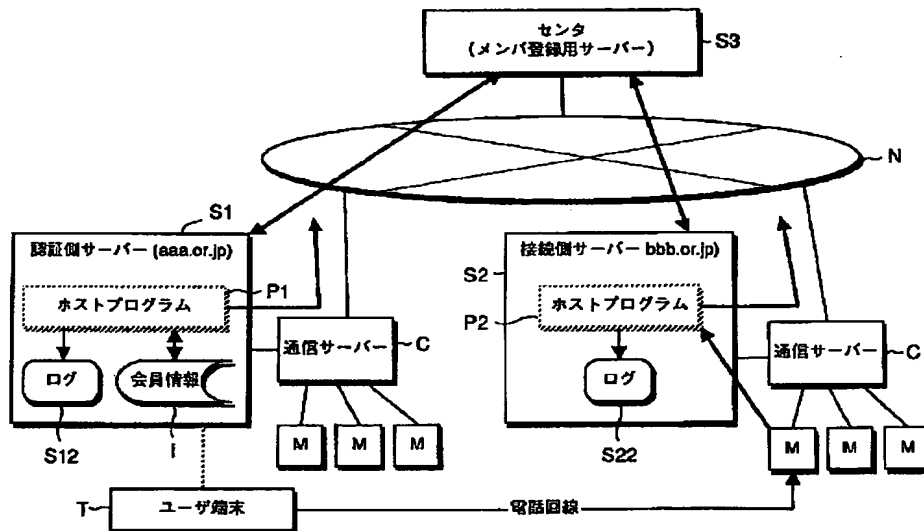 センタ
(メンバ登録用サーバー)
S3
N
S1
認証側サーバー (aaa.or.jp)
ホストプログラム
P1
ログ
会員情報
S12
I
通信サーバー
C
M
M
M
接続側サーバー bbb.or.jp)
S2
ホストプログラム
P2
ログ
S22
通信サーバー
C
M
M
M
T
ユーザ端末
電話回線